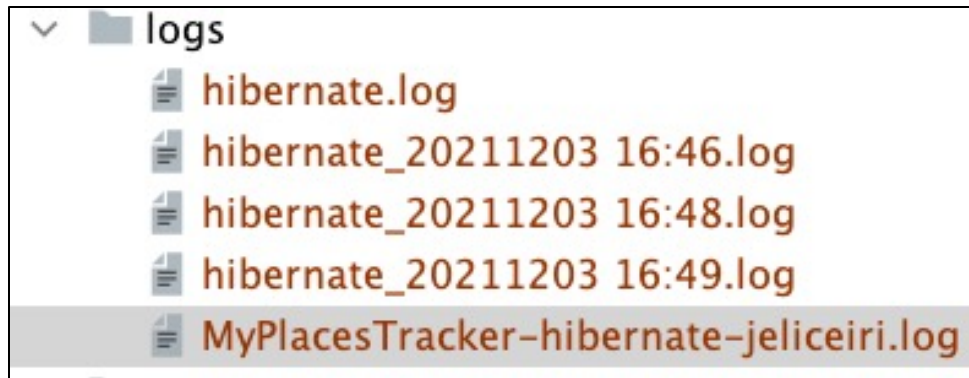 logs
hibernate.log
hibernate_20211203 16:46.log
hibernate_20211203 16:48.log
hibernate_20211203 16:49.log
MyPlacesTracker-hibernate-jeliceiri.log